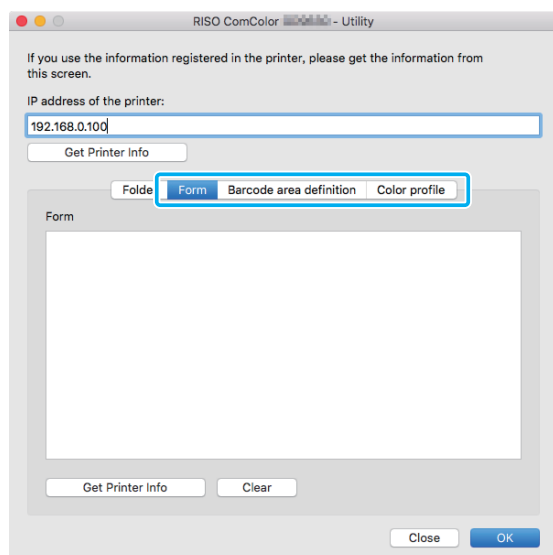 RISO ComColor - Utility
If you use the information registered in the printer, please get the information from
this screen.
IP address of the printer:
192.168.0.100
Get Printer Info
Folde Form Barcode area definition Color profile
Form
Get Printer Info Clear
Close OK